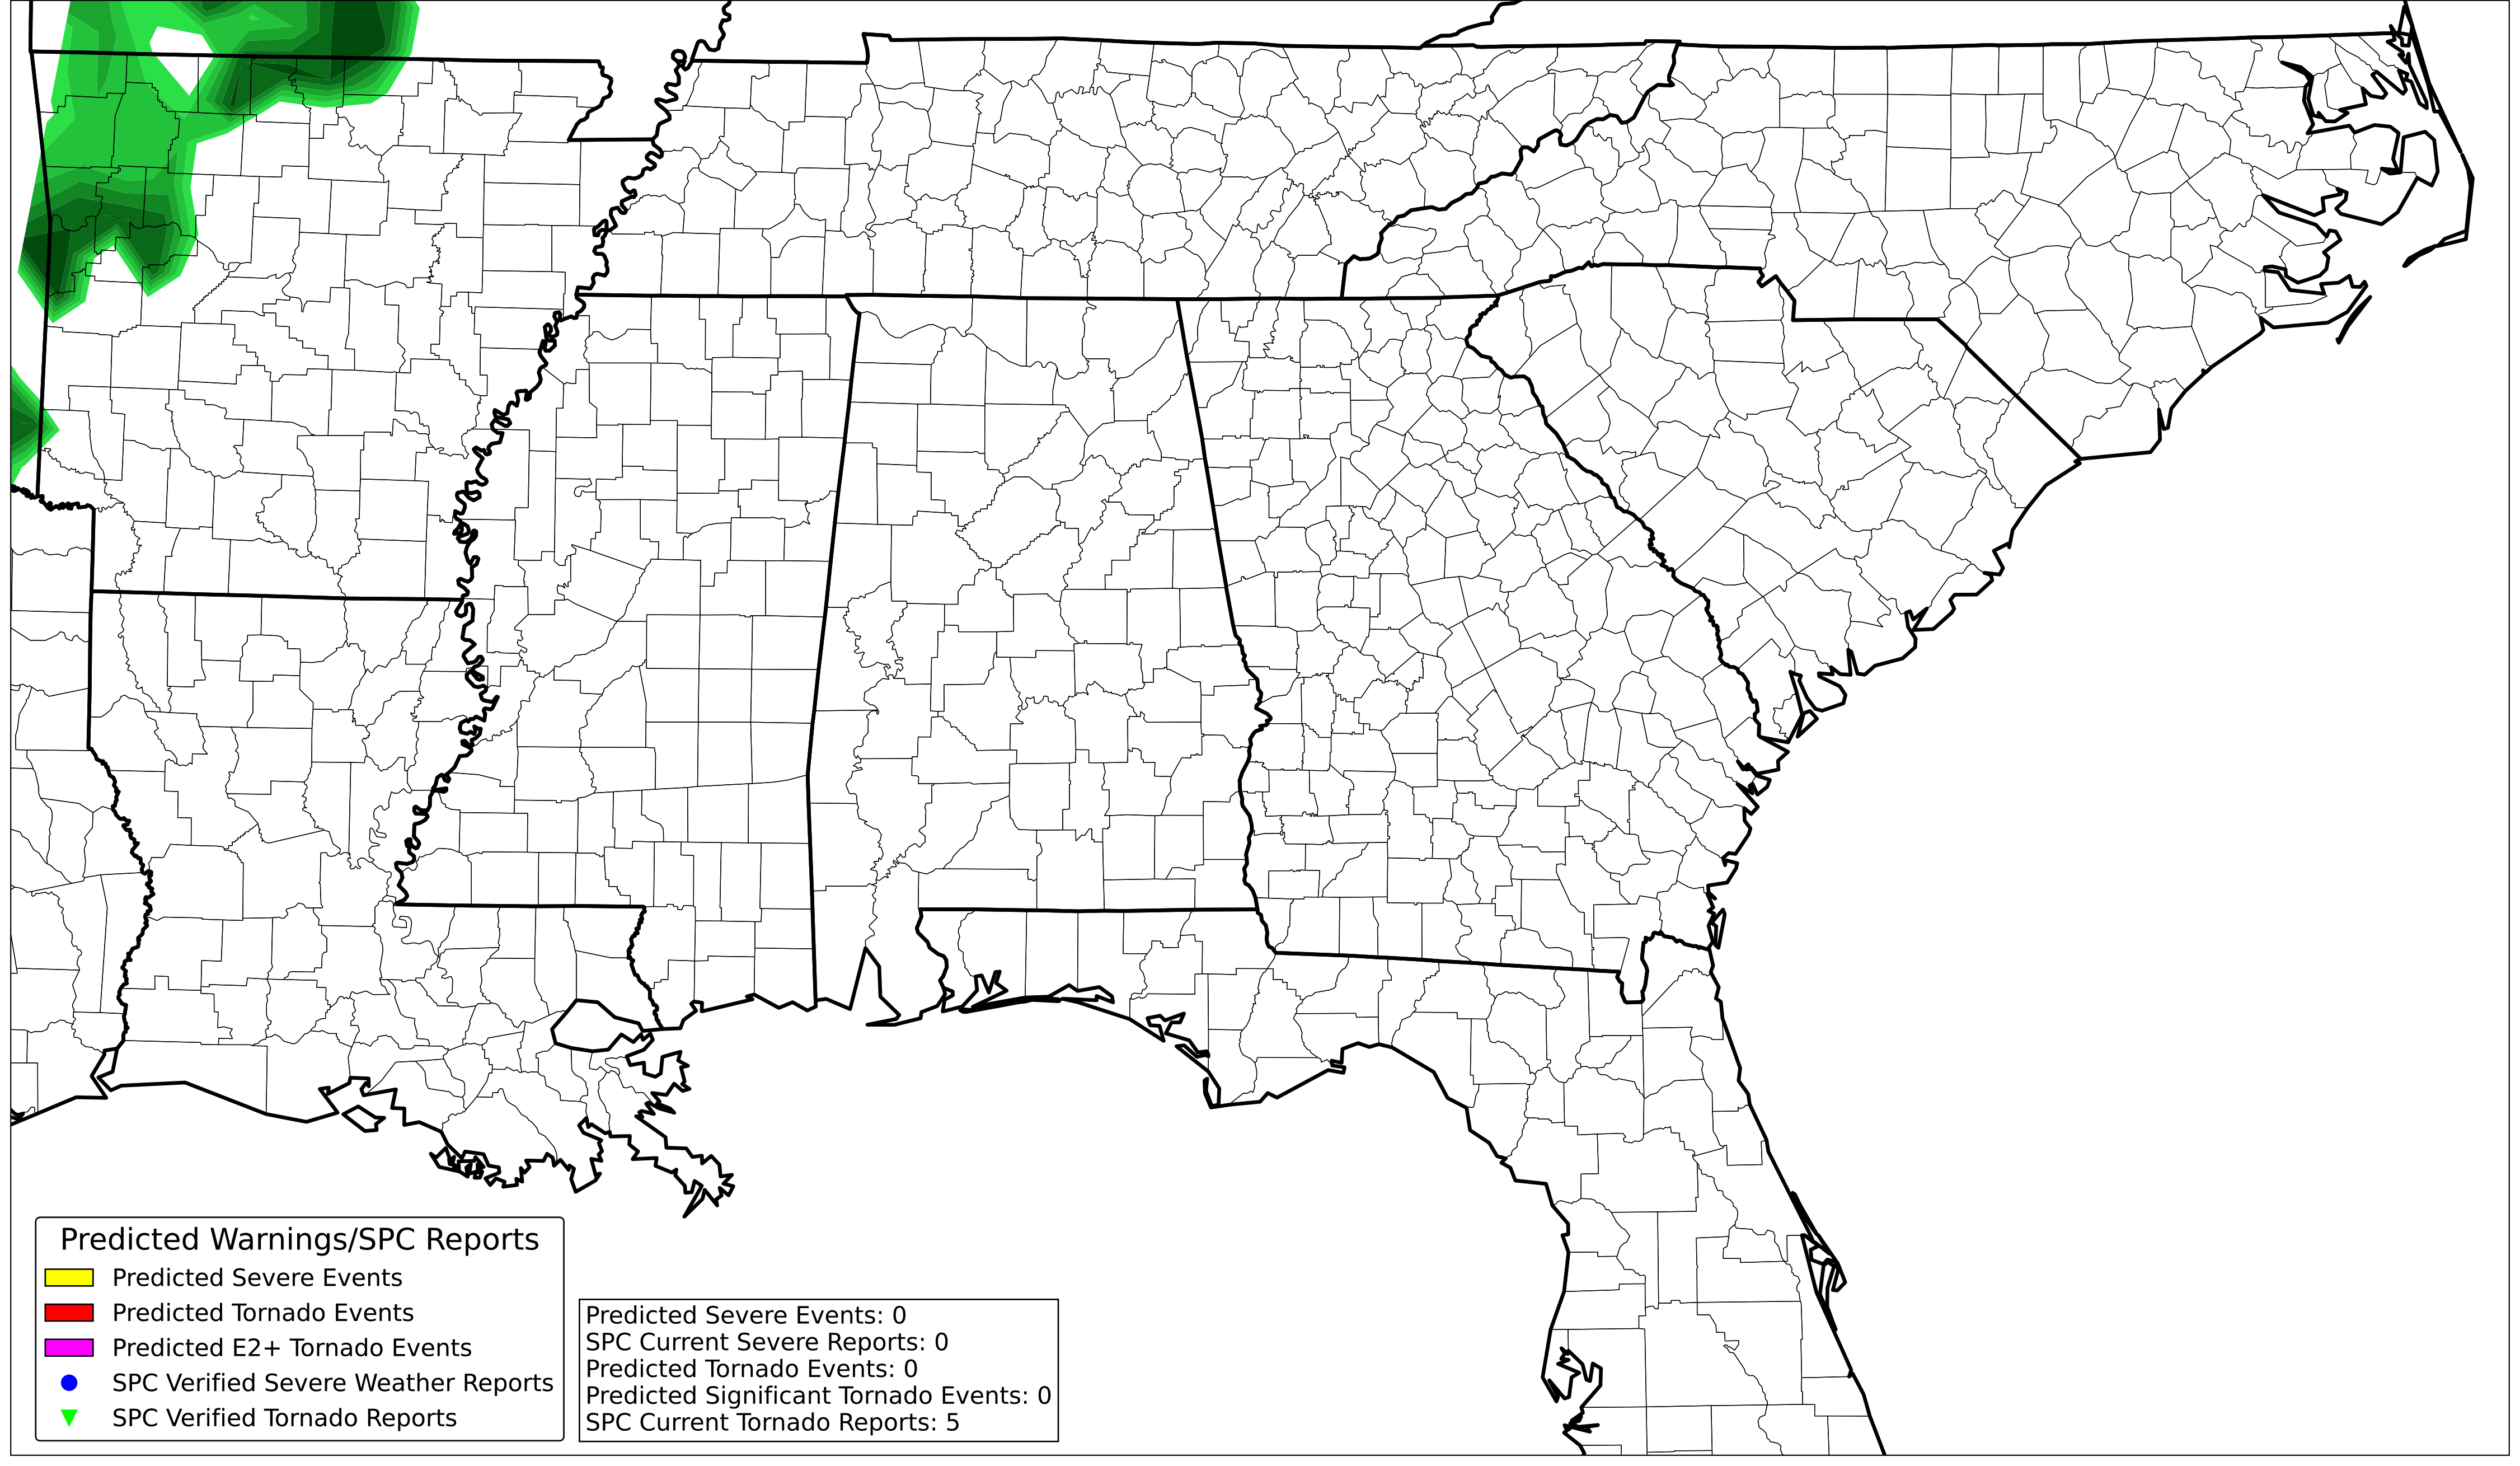 Predicted Warnings/SPC Reports
Predicted Severe Events
Predicted Tornado Events
Predicted E2+ Tornado Events
SPC Verified Severe Weather Reports
SPC Verified Tornado Reports
Predicted Severe Events: 0
SPC Current Severe Reports: 0
Predicted Tornado Events: 0
Predicted Significant Tornado Events: 0
SPC Current Tornado Reports: 5